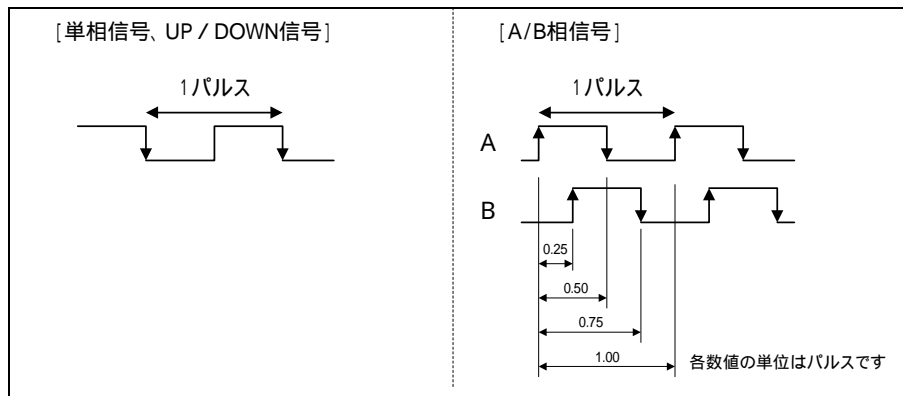 [単相信号、UP / DOWN信号]
1パルス
[A/B相信号]
1パルス
A
B
0.25
0.50
0.75
1.00
各数値の単位はパルスです